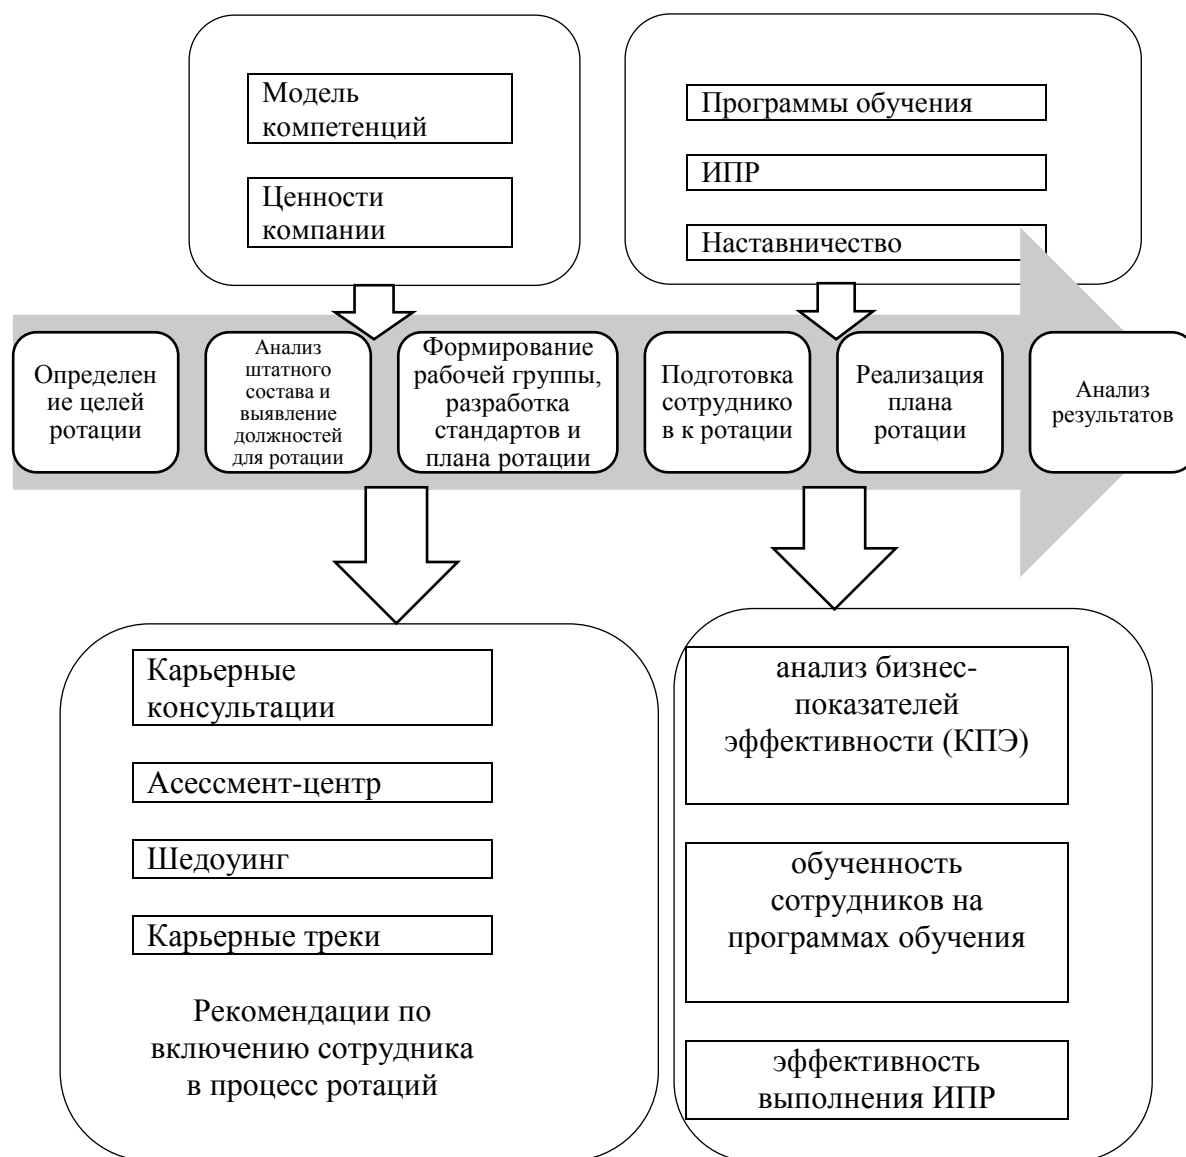 Модель
компетенций
Ценности
компании
Программы обучения
ИПР
Наставничество
Определен
ие целей
ротации
Анализ
штатного
состава и
выявление
должностей
для ротации
Формирование
рабочей группы,
разработка
стандартов и
плана ротации
Подготовка
сотруднико
в к ротации
Реализация
плана
ротации
Анализ
результатов
Карьерные
консультации
Асессмент-центр
Шедоуинг
Карьерные треки
Рекомендации по
включению сотрудника
в процесс ротаций
анализ бизнес-
показателей
эффективности (КПЭ)
обученность
сотрудников на
программах обучения
эффективность
выполнения ИПР